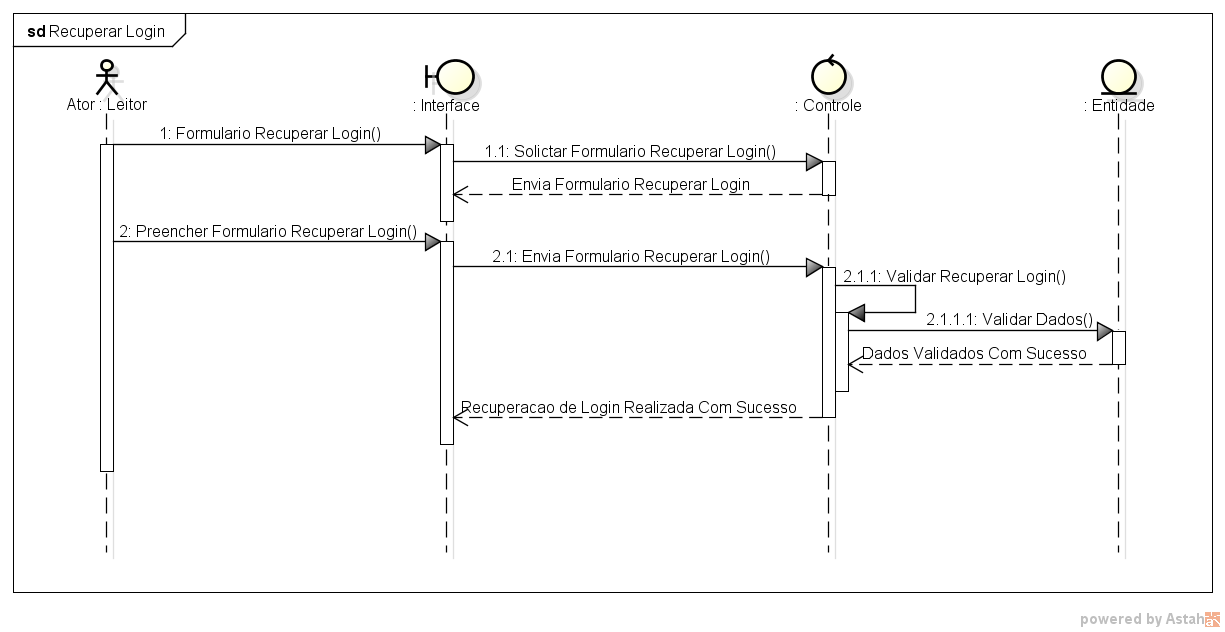 sd Recuperar Login
Ator : Leitor
: Interface
: Controle
: Entidade
1: Formulario Recuperar Login()
1.1: Solictar Formulario Recuperar Login()
Envia Formulario Recuperar Login
2: Preencher Formulario Recuperar Login()
2.1: Envia Formulario Recuperar Login()
2.1.1: Validar Recuperar Login()
2.1.1.1: Validar Dados()
Dados Validados Com Sucesso
Recuperacao de Login Realizada Com Sucesso
powered by Astah